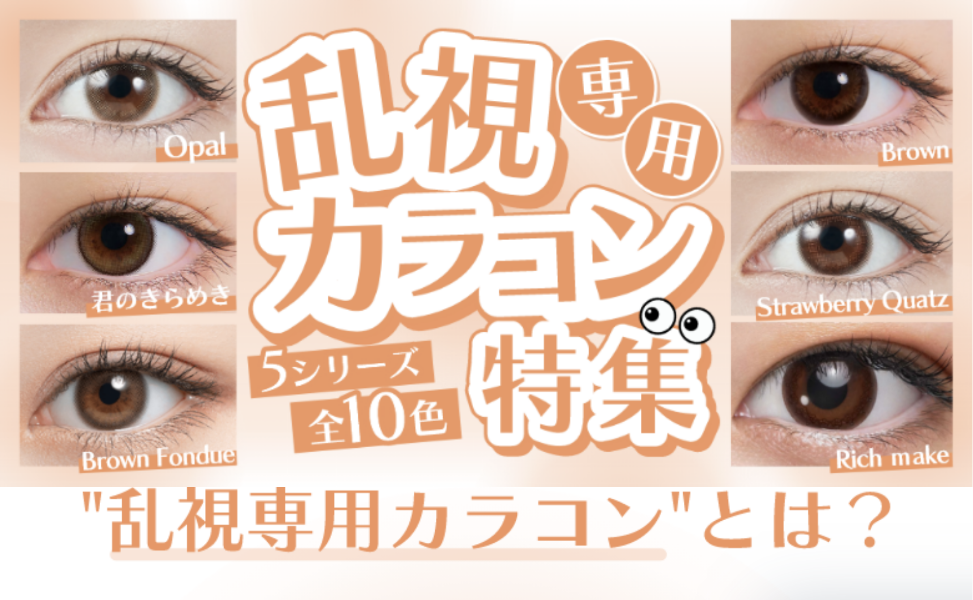 Opal
君のきらめき
Brown Fondue
乱視専用
カラコン
特集
5シリーズ
全10色
Brown
Strawberry Quatz
Rich make
"乱視専用カラコン"とは？